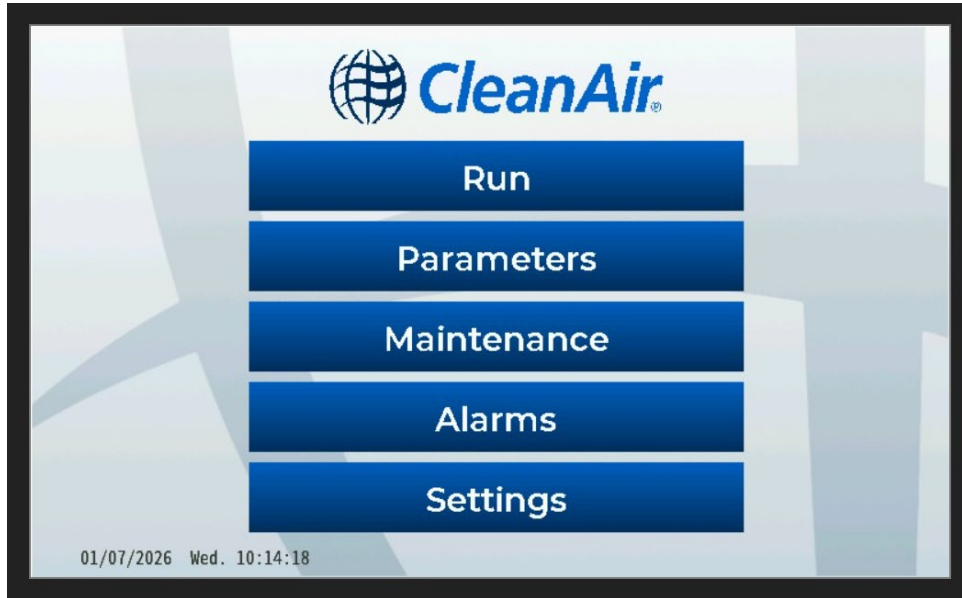 CleanAir®
Run
Parameters
Maintenance
Alarms
Settings
01/07/2026 Wed. 10:14:18